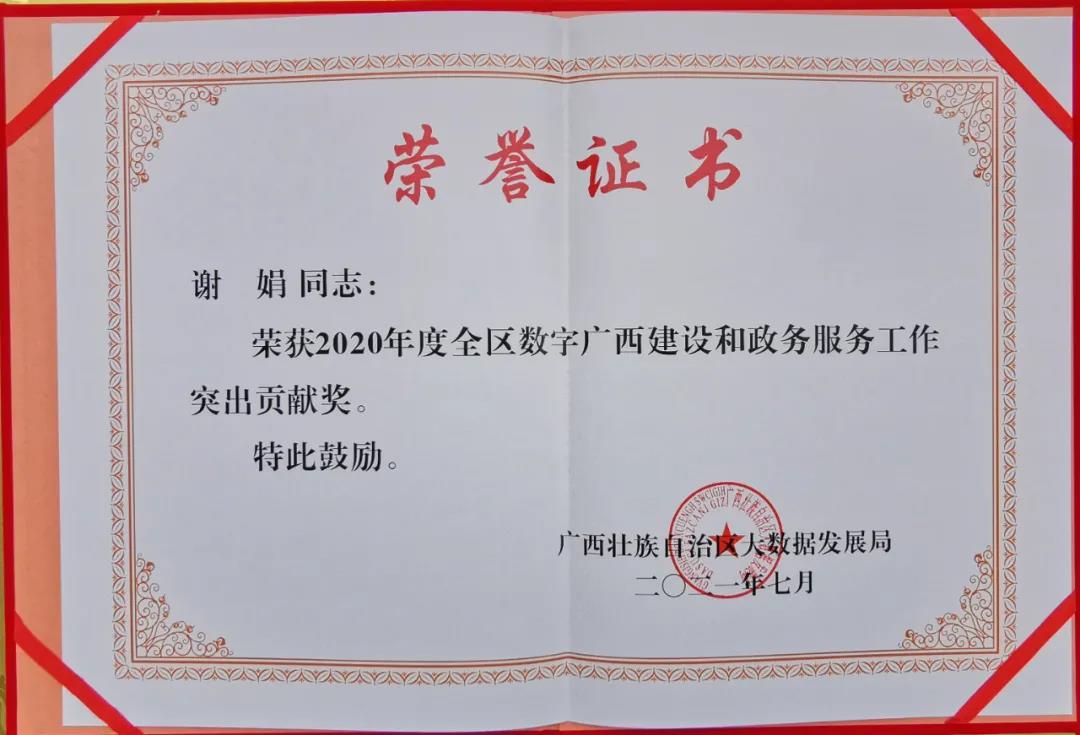 荣誉证书
谢 娟 同志：
荣获2020年度全区数字广西建设和政务服务工作
突出贡献奖。
特此鼓励。
广西壮族自治区大数据发展局
二〇二一年七月